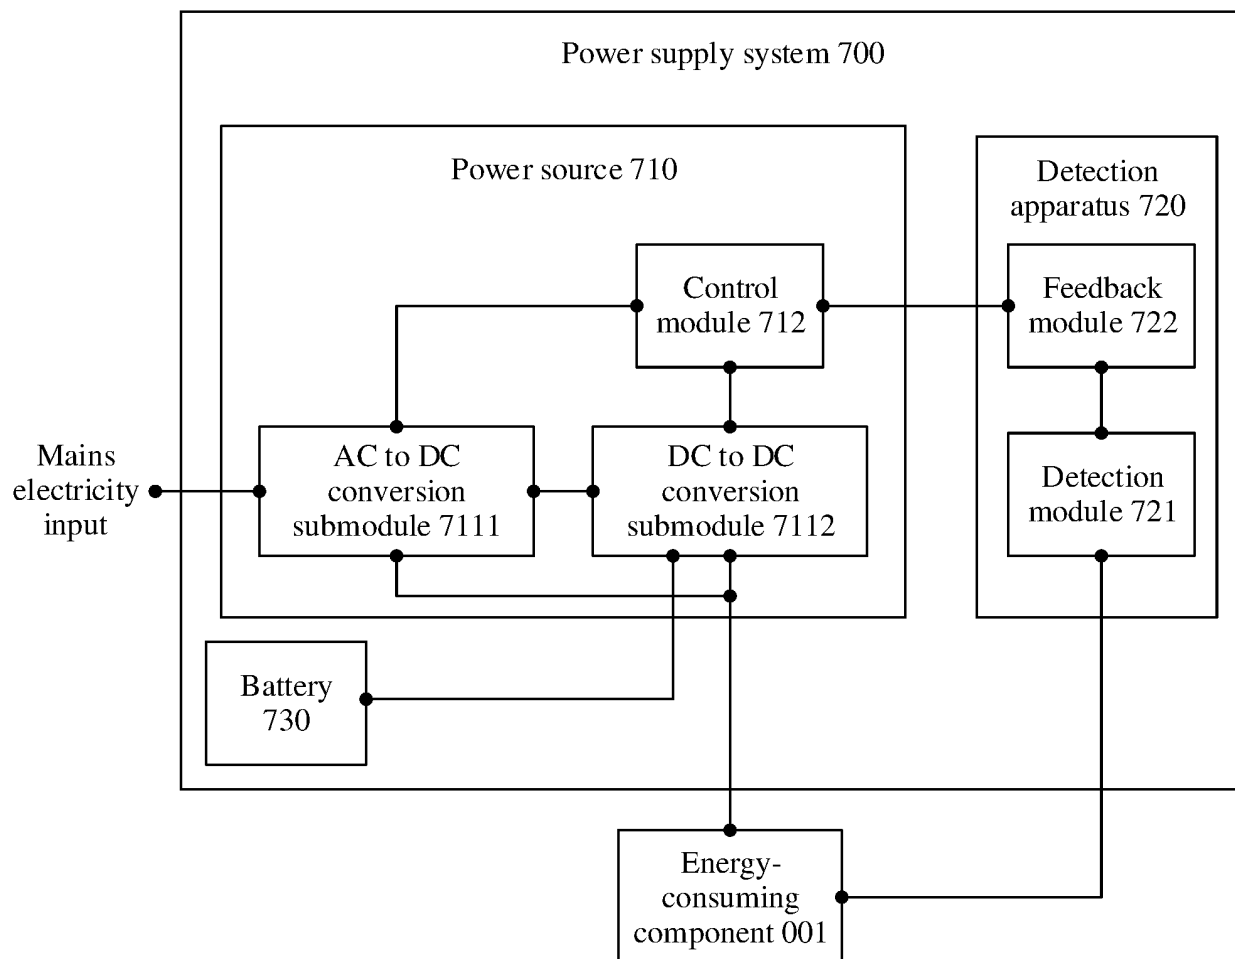 Power supply system 700
Power source 710
Detection
apparatus 720
Control
module 712
Feedback
module 722
Mains
electricity
input
AC to DC
conversion
submodule 7111
DC to DC
conversion
submodule 7112
Detection
module 721
Battery
730
Energy-
consuming
component 001